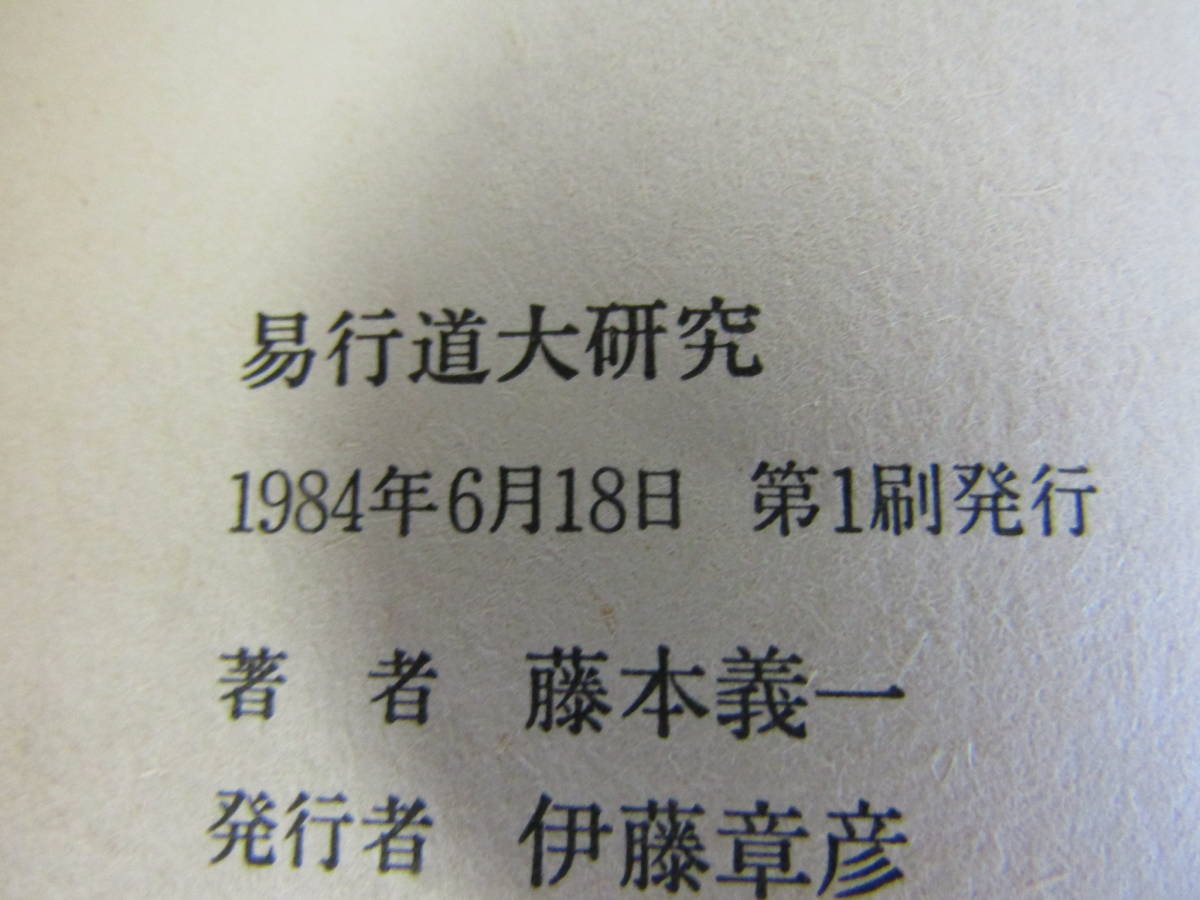 易行道大研究
1984年6月18日 第1刷発行
著 者 藤本義一
発行者 伊藤章彦